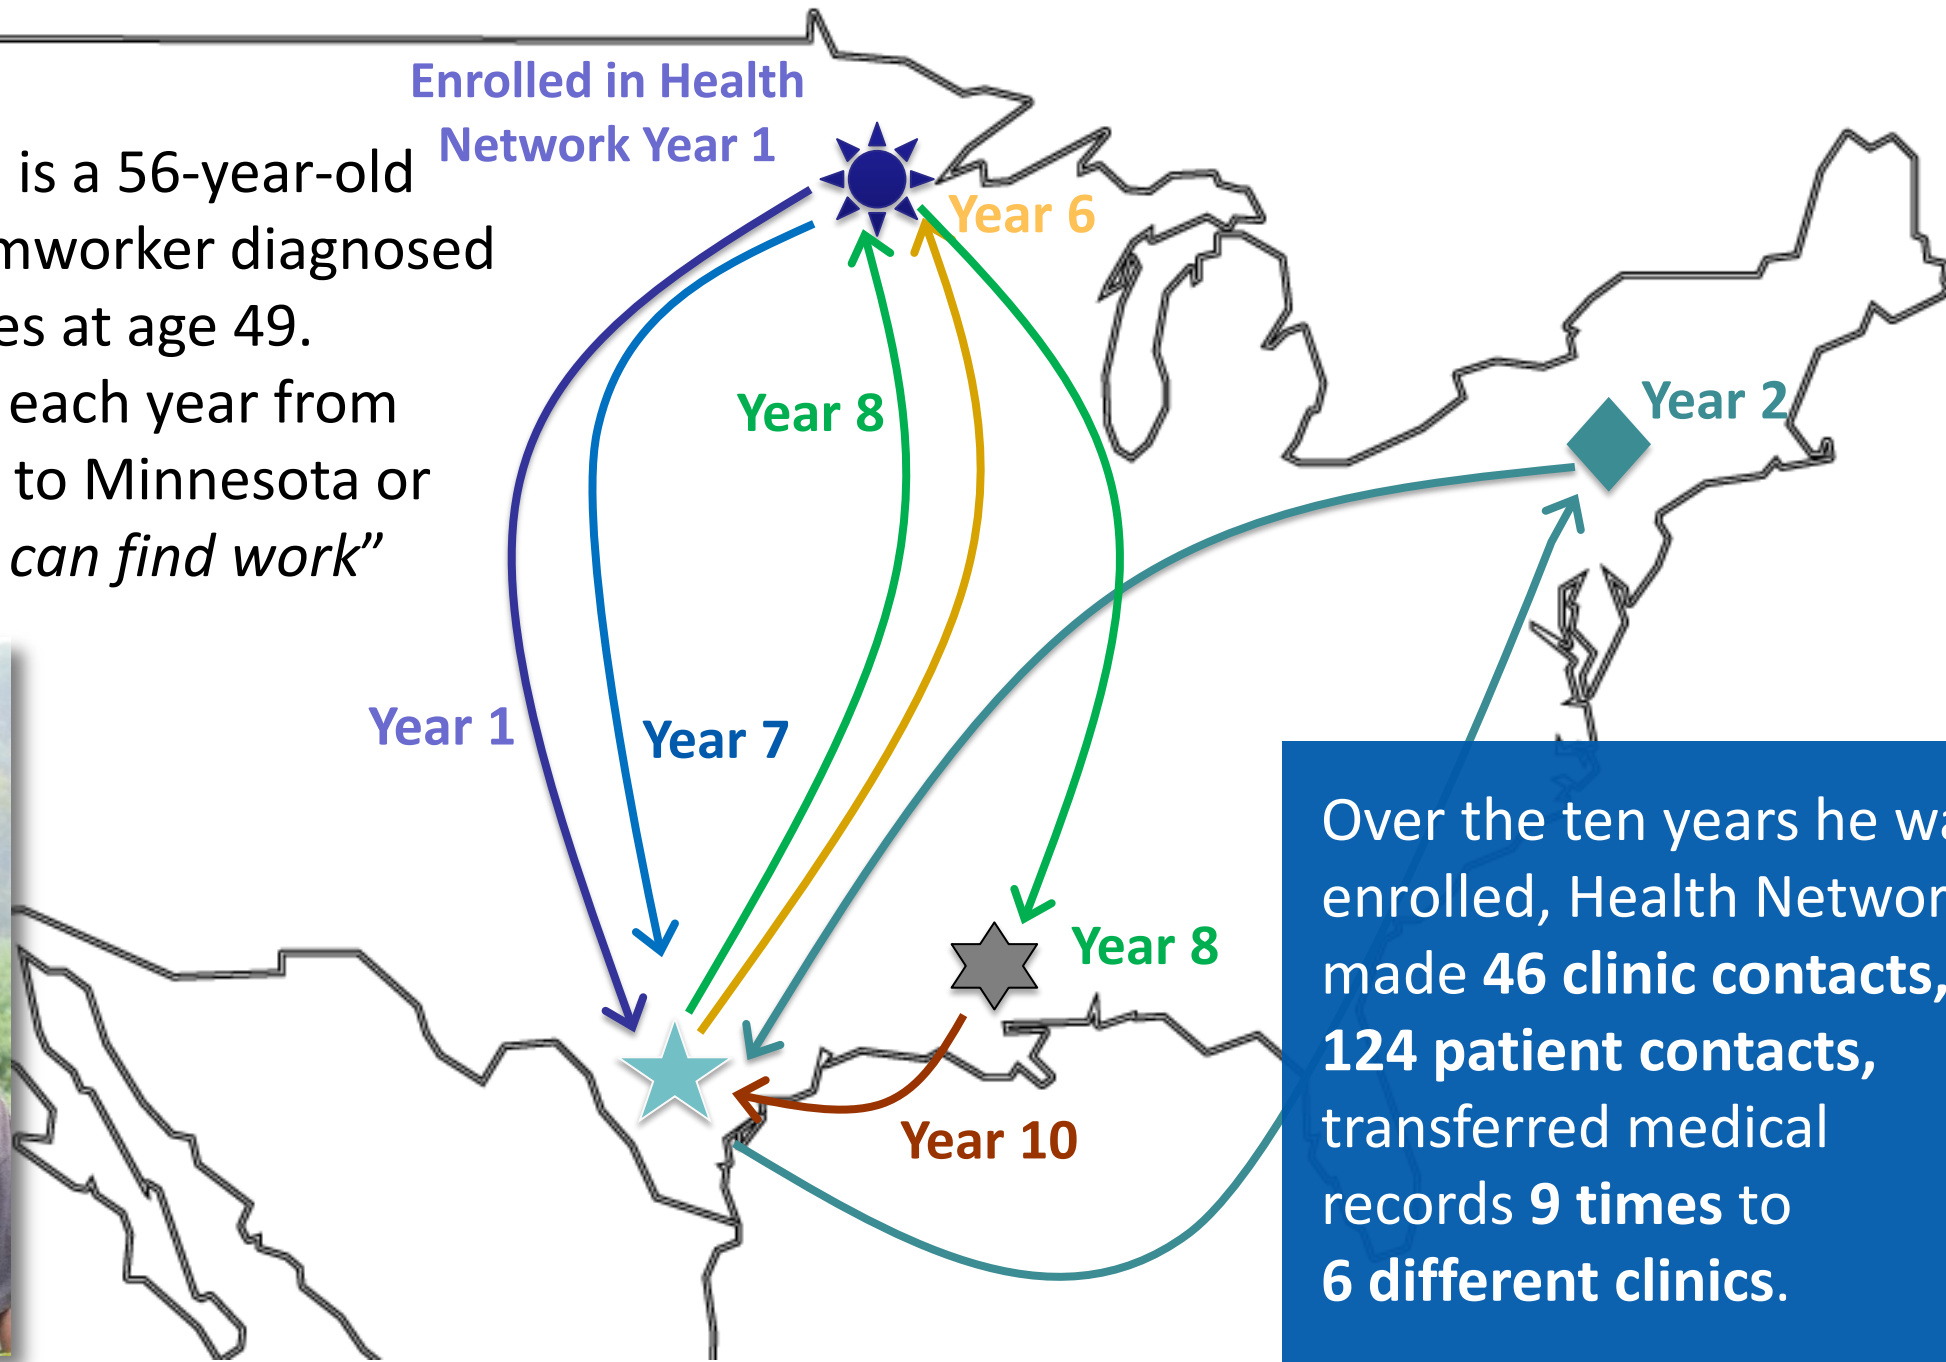 Enrolled in Health
Network Year 1
is a 56-year-old
mworker diagnosed
es at age 49.
each year from
to Minnesota or
can find work”
Year 6
Year 8
Year 2
Year 1
Year 7
Year 8
Year 10
Over the ten years he wa
enrolled, Health Networ
made 46 clinic contacts,
124 patient contacts,
transferred medical
records 9 times to
6 different clinics.